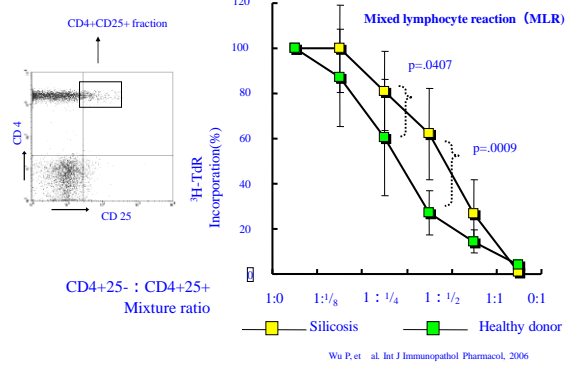 CD4+CD25+ fraction
CD 4
CD 25
Mixed lymphocyte reaction (MLR)
120
100
80
60
40
20
0
³H-TdR
Incorporation(%)
p=.0407
p=.0009
CD4+25- : CD4+25+
Mixture ratio
1:0 1:1/8 1 : 1/4 1 : 1/2 1:1 0:1
Silicosis Healthy donor
Wu P, et al. Int J Immunopathol Pharmacol, 2006